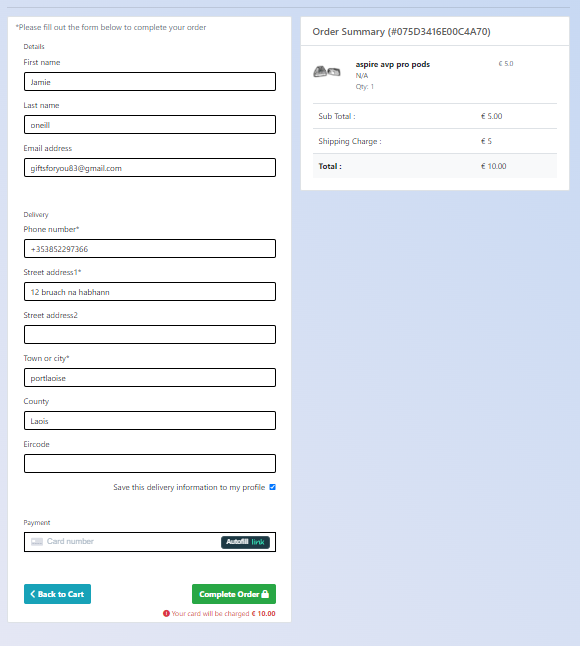 *Please fill out the form below to complete your order
Details
First name
Jamie
Last name
oneill
Email address
giftsforyou83@gmail.com
Delivery
Phone number*
+353852297366
Street address1*
12 bruach na habhann
Street address2
Town or city*
portlaoise
County
Laois
Eircode
Save this delivery information to my profile
Payment
Card number
Autofill link
Back to Cart
Complete Order
Your card will be charged € 10.00
Order Summary (#075D3416E00C4A70)
aspire avp pro pods
€ 5.0
N/A
Qty: 1
Sub Total : € 5.00
Shipping Charge : € 5
Total : € 10.00